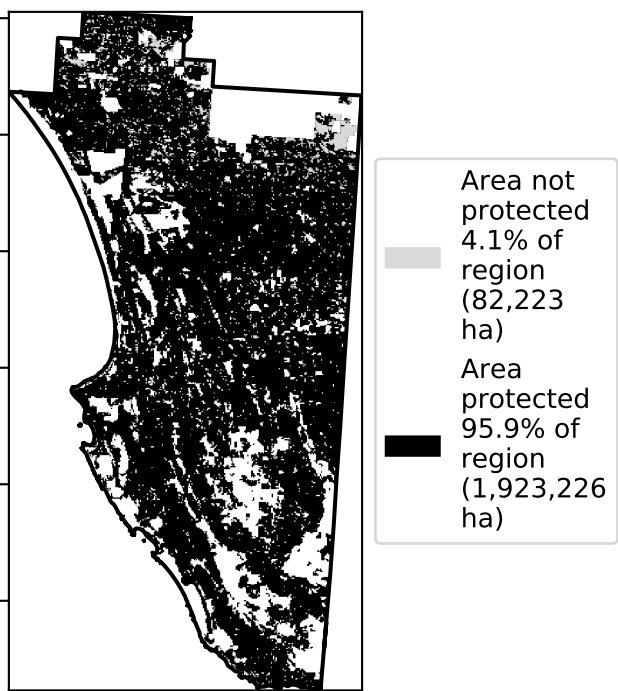 Area not
protected
4.1% of
region
(82,223
ha)
Area
protected
95.9% of
region
(1,923,226
ha)